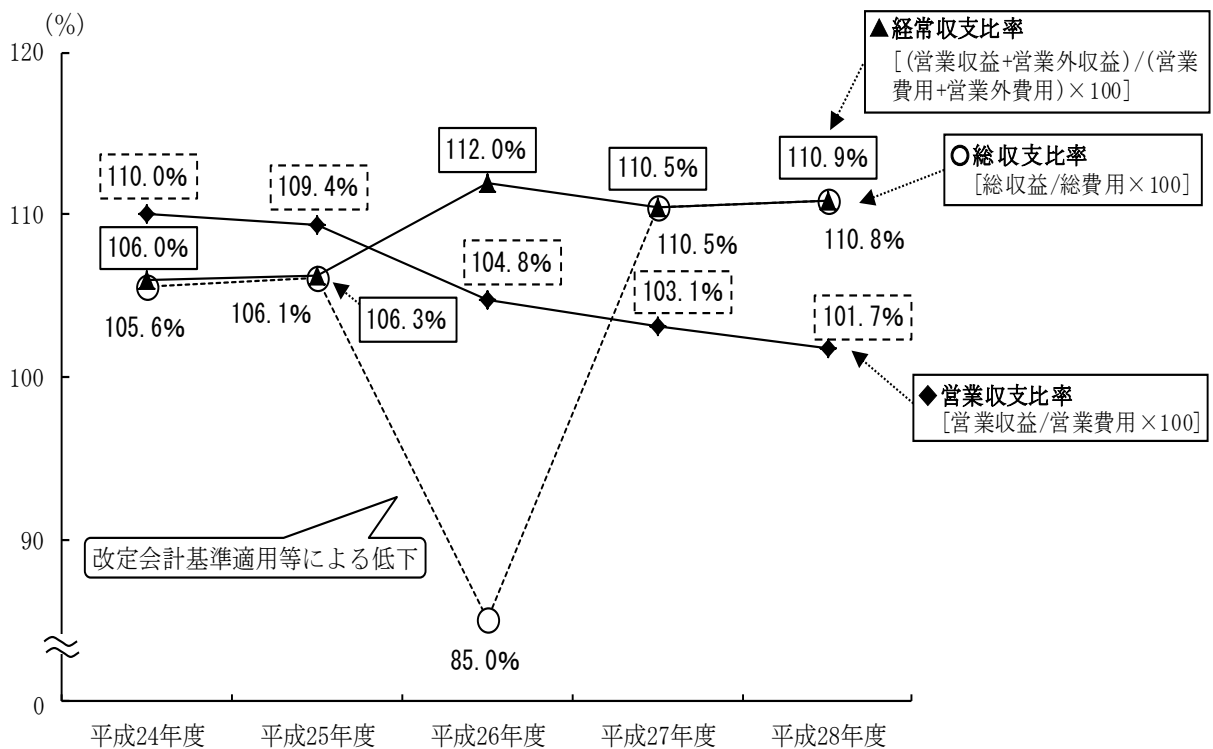 (%)
120
110
100
90
0
▲経常収支比率
[(営業収益+営業外収益)/(営業
費用+営業外費用)×100]
○総収支比率
[総収益/総費用×100]
◆営業収支比率
[営業収益/営業費用×100]
110.0%
109.4%
112.0%
110.5%
110.9%
106.0%
104.8%
110.5%
110.8%
105.6%
106.1%
106.3%
103.1%
101.7%
改定会計基準適用等による低下
85.0%
平成24年度
平成25年度
平成26年度
平成27年度
平成28年度